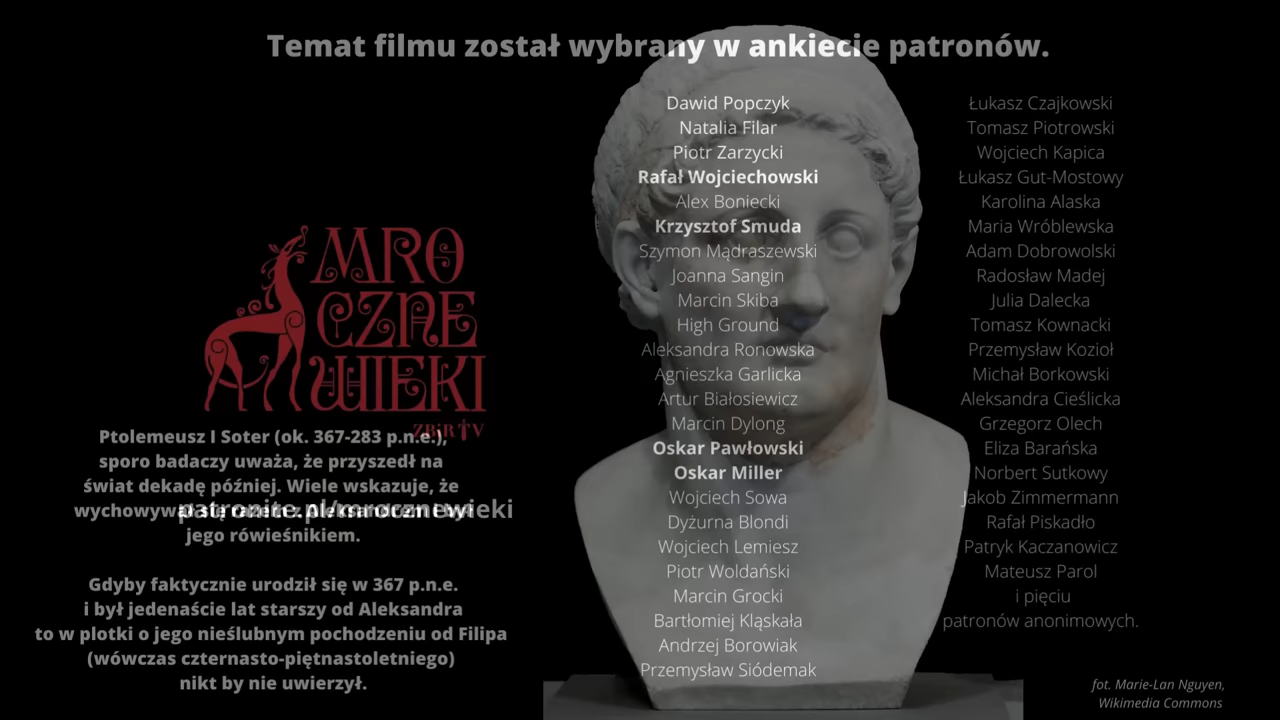 Temat filmu został wybrany w ankiecie patronów.
MRO
CZNE
WIEKI
ZBIR TV
Ptolemeusz I Soter (ok. 367-283 p.n.e.),
sporo badaczy uważa, że przyszedł na
świat dekadę później. Wiele wskazuje, że
patronite.pl/mrocznewieki
jego rówieśnikiem.
Gdyby faktycznie urodził się w 367 p.n.e.
i był jedenaście lat starszy od Aleksandra
to w plotki o jego nieślubnym pochodzeniu od Filipa
(wówczas czternasto-piętnastoletniego)
nikt by nie uwierzył.
Dawid Popczyk
Natalia Filar
Piotr Zarzycki
Rafał Wojciechowski
Alex Boniecki
Krzysztof Smuda
Szymon Mądraszewski
Joanna Sangin
Marcin Skiba
High Ground
Aleksandra Ronowska
Agnieszka Garlicka
Artur Białosiewicz
Marcin Dylong
Oskar Pawłowski
Oskar Miller
Wojciech Sowa
Dyżurna Blondi
Wojciech Lemiesz
Piotr Woldański
Marcin Grocki
Bartłomiej Kląskała
Andrzej Borowiak
Przemysław Siódemak
Łukasz Czajkowski
Tomasz Piotrowski
Wojciech Kapica
Łukasz Gut-Mostowy
Karolina Alaska
Maria Wróblewska
Adam Dobrowolski
Radosław Madej
Julia Dalecka
Tomasz Kownacki
Przemysław Kozioł
Michał Borkowski
Aleksandra Cieślicka
Grzegorz Olech
Eliza Barańska
Norbert Sutkowy
Jakob Zimmermann
Rafał Piskadło
Patryk Kaczanowicz
Mateusz Parol
i pięciu
patronów anonimowych.
fot. Marie-Lan Nguyen,
Wikimedia Commons